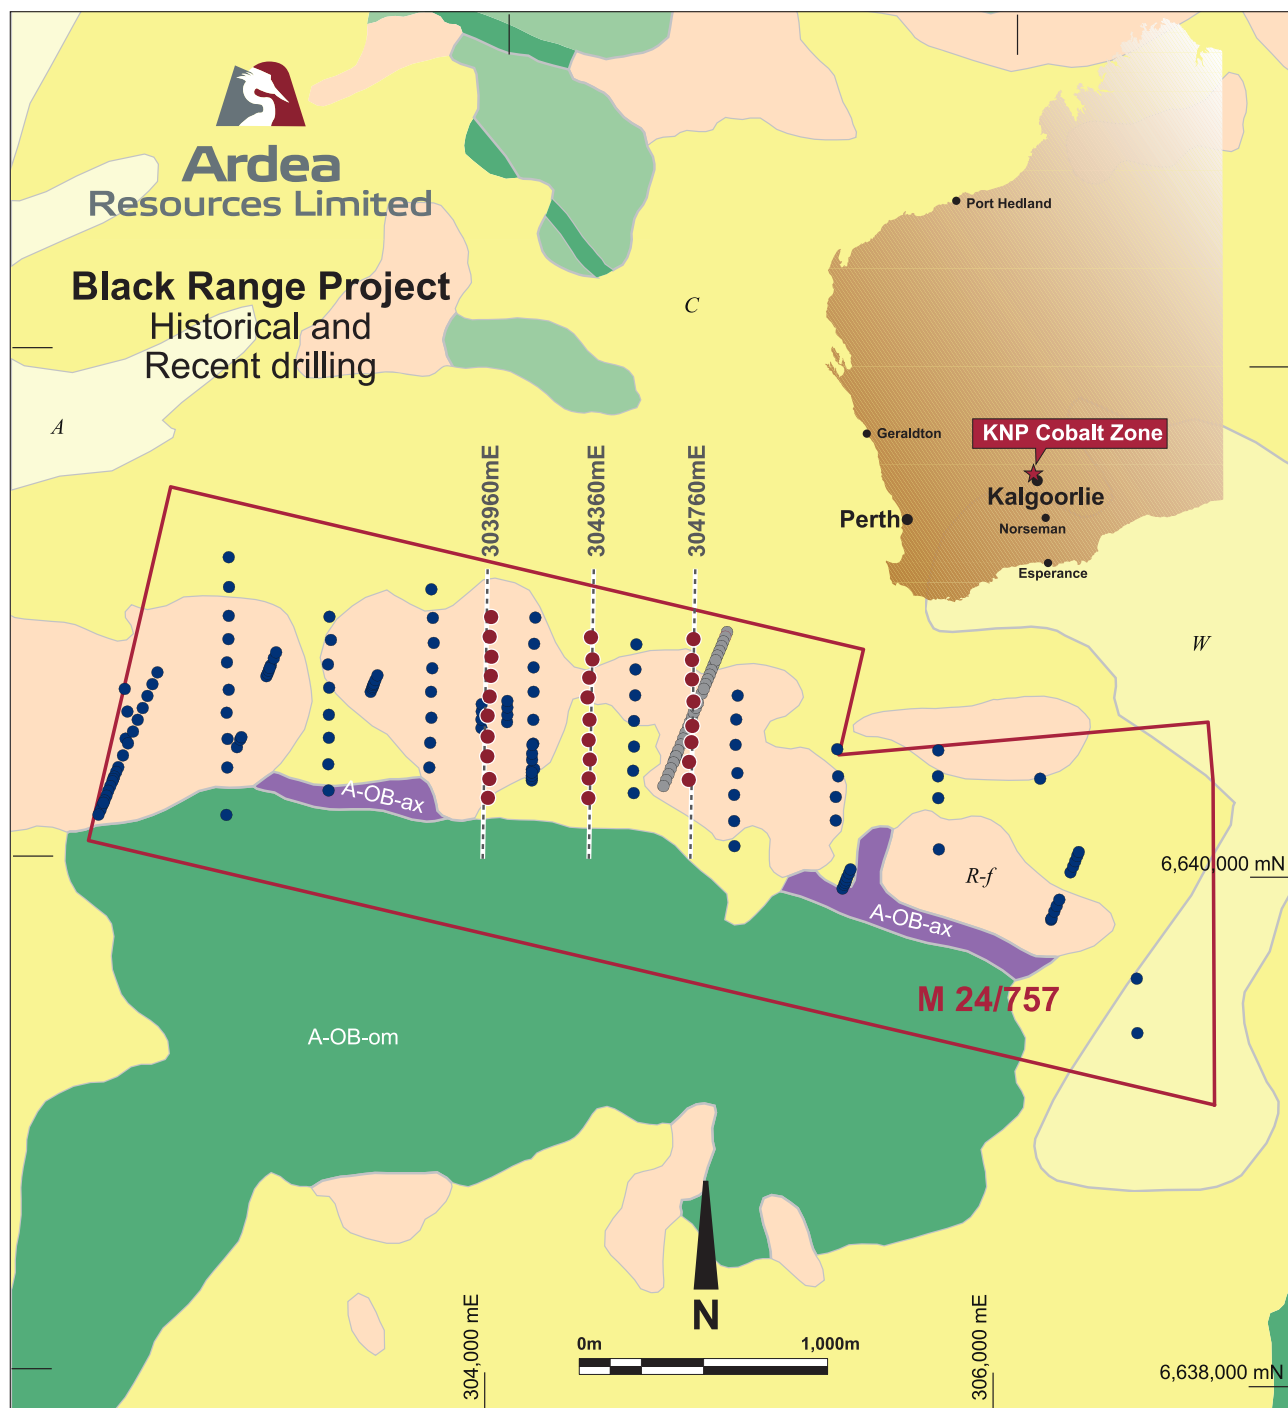 Ardea
Resources Limited
Black Range Project
Historical and
Recent drilling
Port Hedland
C
Geraldton
A
KNP Cobalt Zone
Kalgoorlie
Perth
Norseman
Esperance
303960mE
304360mE
304760mE
W
A-OB-ax
6,640,000 mN
R-f
A-OB-ax
M 24/757
A-OB-om
N
304,000 mE
306,000 mE
0m 1,000m
6,638,000 mN